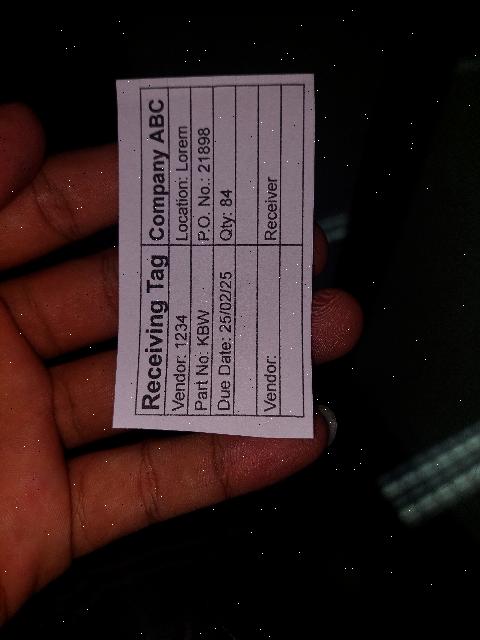 Receiving Tag Company ABC
Vendor: 1234 Location: Lorem
Part No: KBW P.O. No.: 21898
Due Date: 25/02/25 Qty: 84
Vendor: Receiver